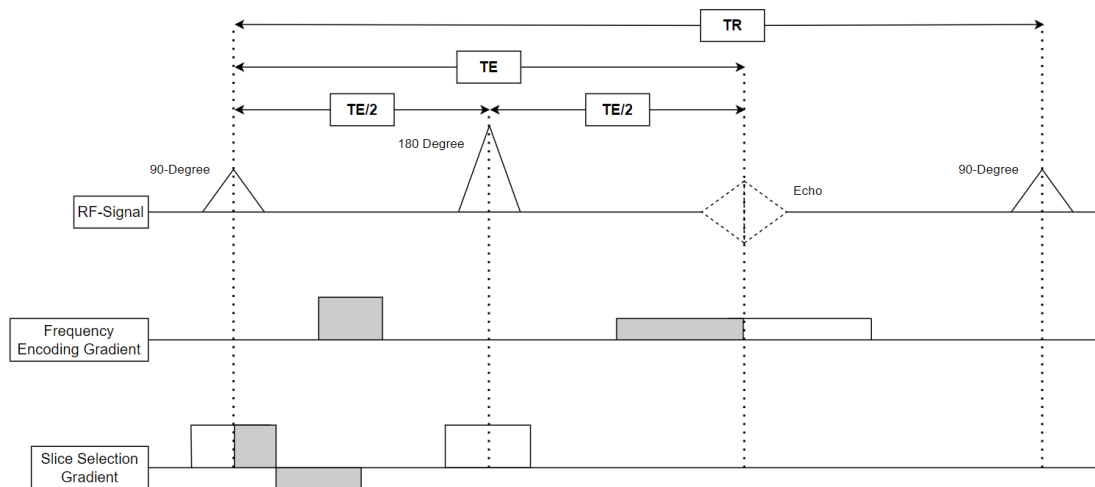 TR
TE
TE/2
TE/2
180 Degree
90-Degree
Echo
90-Degree
RF-Signal
Frequency
Encoding Gradient
Slice Selection
Gradient